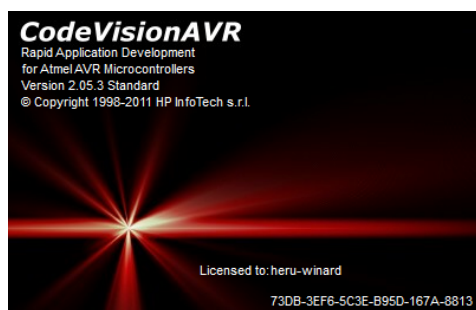 CodeVisionAVR
Rapid Application Development
for Atmel AVR Microcontrollers
Version 2.05.3 Standard
© Copyright 1998-2011 HP InfoTech s.r.l.
Licensed to: heru-winard
73DB-3EF6-5C3E-B95D-167A-8813